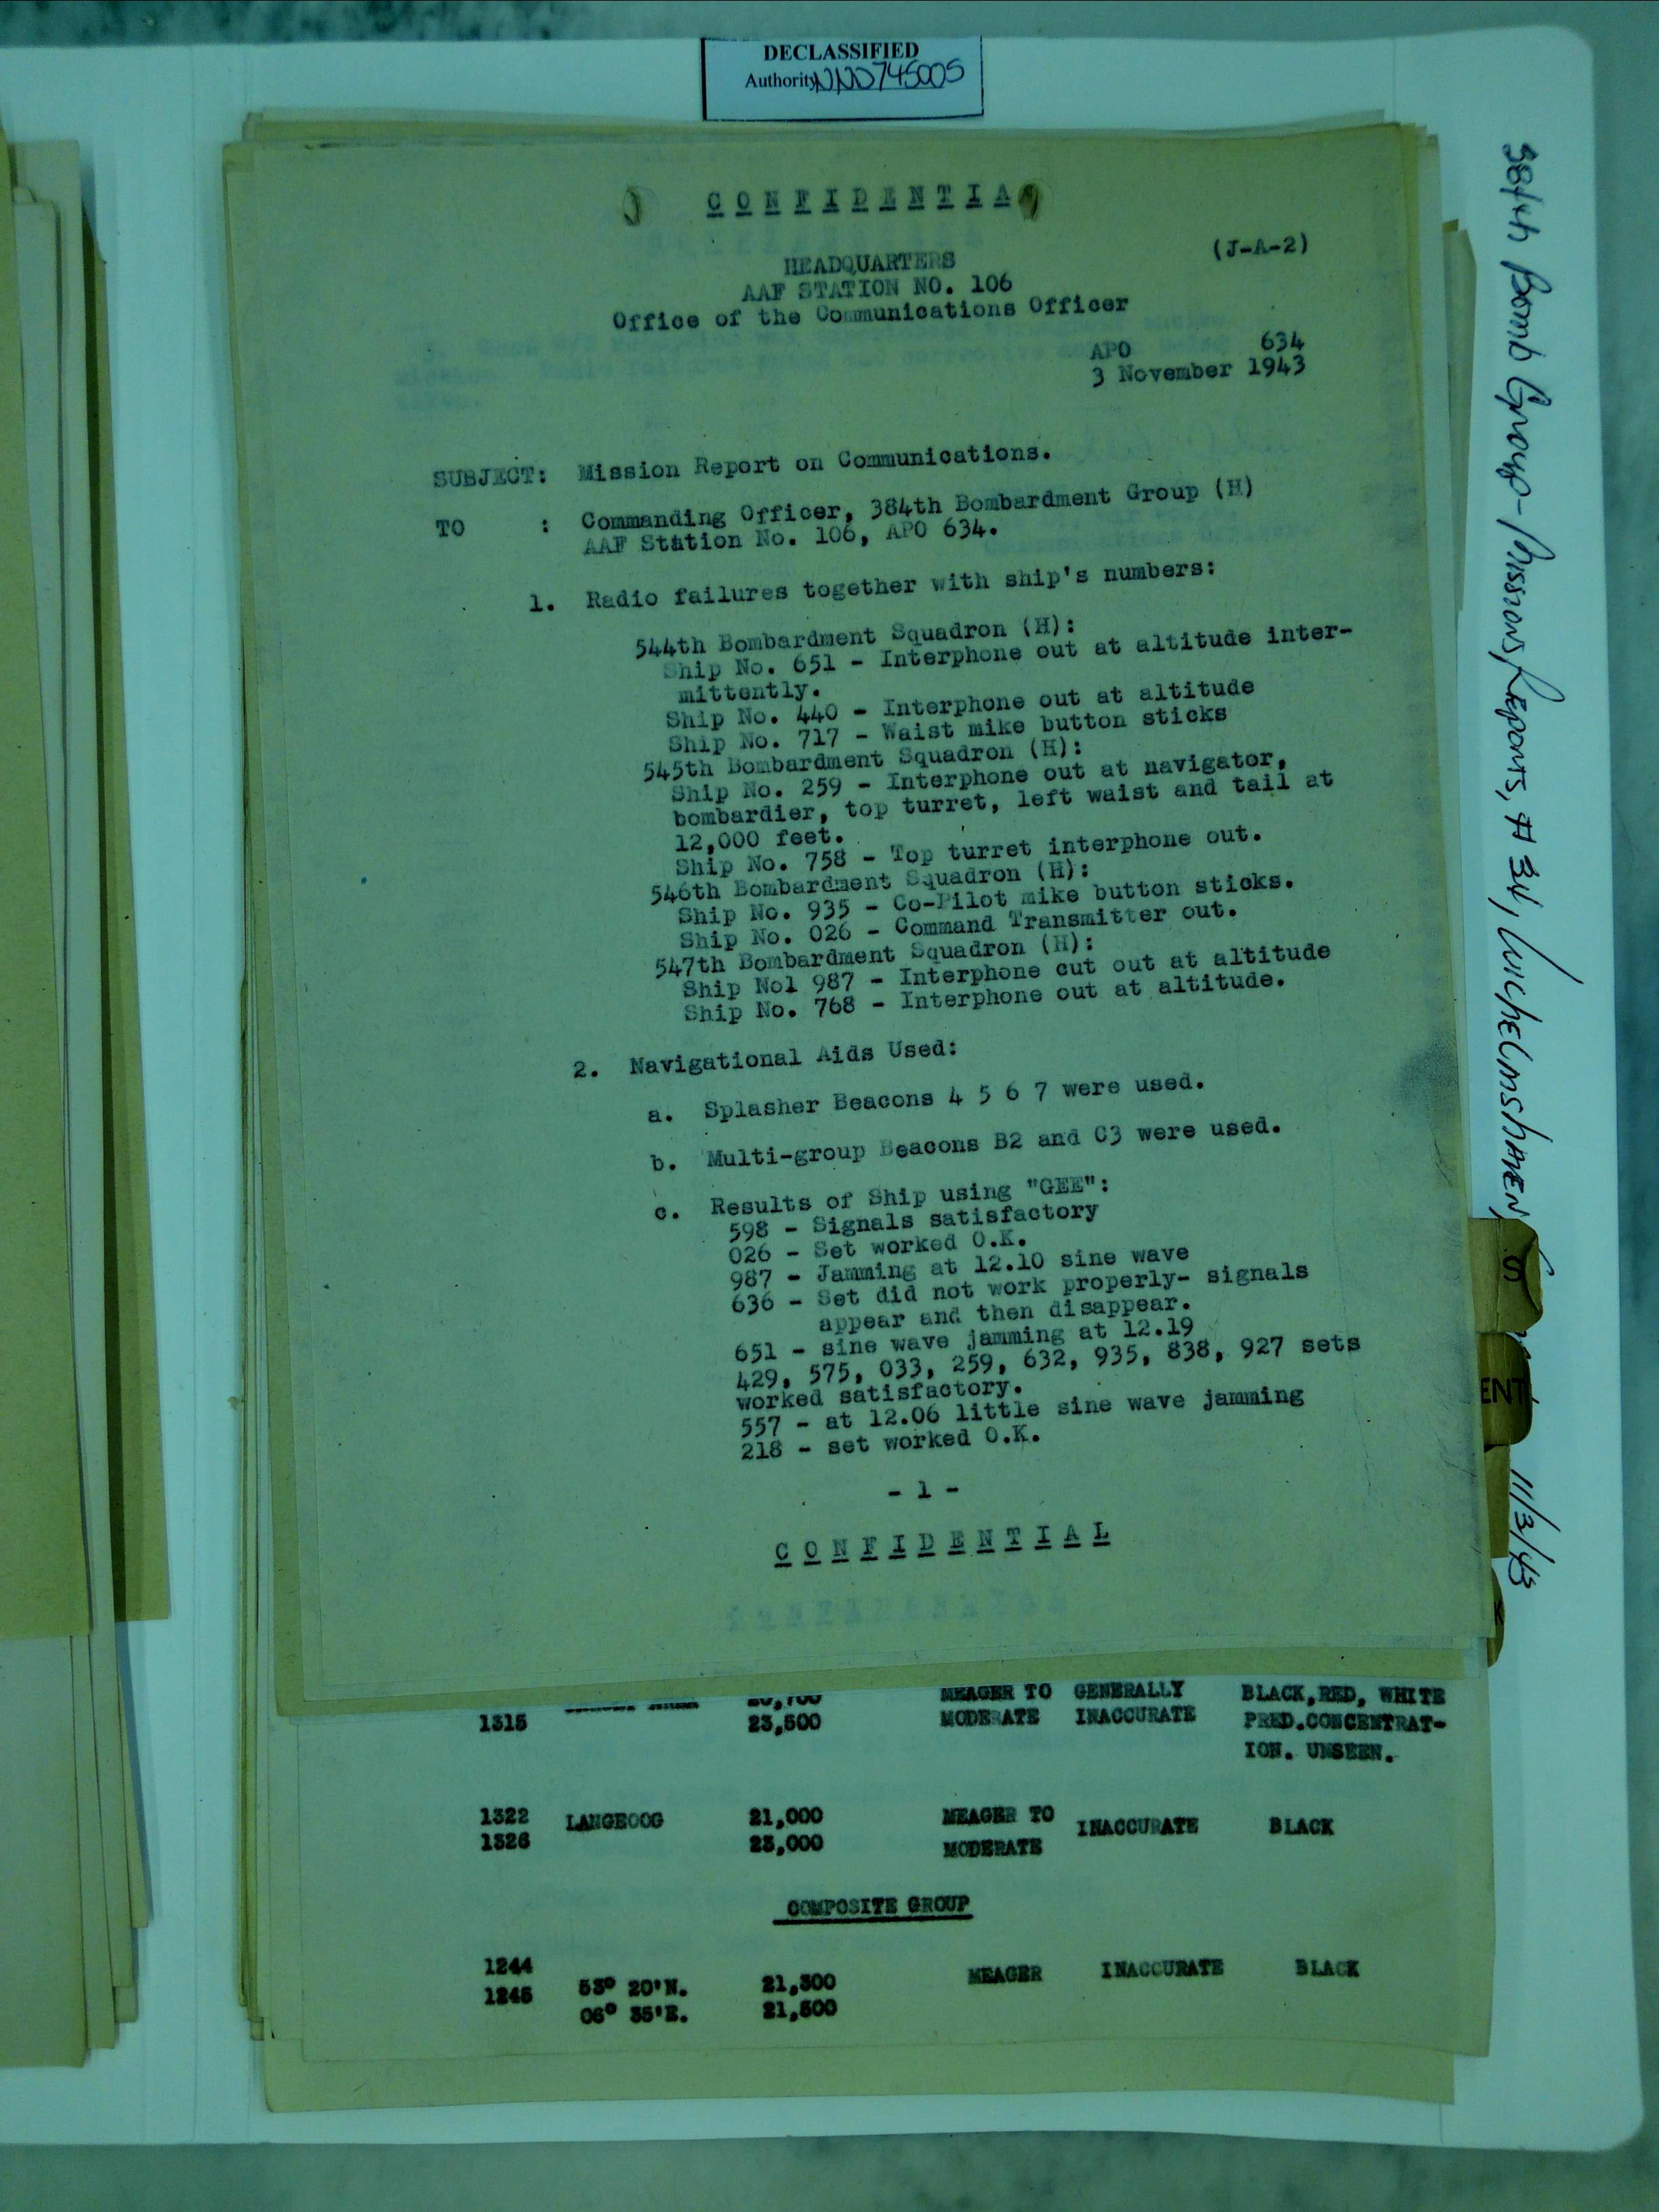 DECLASSIFIED
Authority NND745005
CONFIDENTIA
(J-A-2)
HEADQUARTERS
AAF STATION NO. 106
Office of the Communications Officer
APO 634
3 November 1943
SUBJECT: Mission Report on Communications.
TO : Commanding Officer, 384th Bombardment Group (H)
AAF Station No. 106, APO 634.
1. Radio failures together with ship's numbers:
544th Bombardment Squadron (H):
Ship No. 651 - Interphone out at altitude inter-
mittently.
Ship No. 440 - Interphone out at altitude
Ship No. 717 - Waist mike button sticks
545th Bombardment Squadron (H):
Ship No. 259 - Interphone out at navigator,
bombardier, top turret, left waist and tail at
12,000 feet.
Ship No. 758 - Top turret interphone out.
546th Bombardment Squadron (H):
Ship No. 935 - Co-Pilot mike button sticks.
Ship No. 026 - Command Transmitter out.
547th Bombardment Squadron (H):
Ship Nol 987 - Interphone cut out at altitude
Ship No. 768 - Interphone out at altitude.
2. Navigational Aids Used:
a. Splasher Beacons 4 5 6 7 were used.
b. Multi-group Beacons B2 and C3 were used.
c. Results of Ship using "GEE":
598 - Signals satisfactory
026 - Set worked O.K.
987 - Jamming at 12.10 sine wave
636 - Set did not work properly- signals
appear and then disappear.
651 - sine wave jamming at 12.19
429, 575, 033, 259, 632, 935, 838, 927 sets
worked satisfactory.
557 - at 12.06 little sine wave jamming
218 - set worked O.K.
- 1 -
CONFIDENTIAL
MEAGER TO GENERALLY BLACK,RED, WHITE
1315 23,500 MODERATE INACCURATE PRED.CONCENTRAT-
ION. UNSEEN.
1322 LANGEOOG 21,000 MEAGER TO INACCURATE BLACK
1326 23,000 MODERATE
COMPOSITE GROUP
1244 53° 20'N. 21,300 MEAGER INACCURATE BLACK
1245 06° 35'E. 21,500
384th Bomb Group - Missions Reports, # 34, WILHELMSHAVEN, 11/3/43
S
ENT